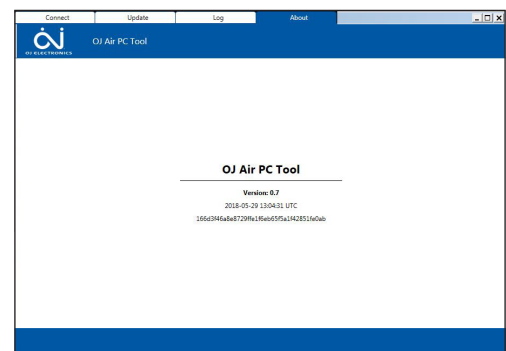 Connect Update Log About
OJ ELECTRONICS
OJ Air PC Tool
OJ Air PC Tool
Version: 0.7
2018-05-29 13:04:31 UTC